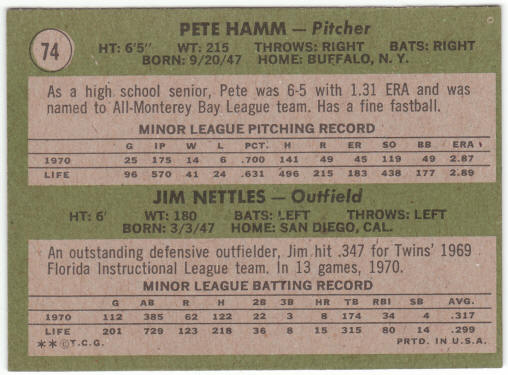 74
PETE HAMM — Pitcher
HT: 6'5" WT: 215 THROWS: RIGHT BATS: RIGHT
BORN: 9/20/47 HOME: BUFFALO, N. Y.
As a high school senior, Pete was 6-5 with 1.31 ERA and was
named to All-Monterey Bay League team. Has a fine fastball.
MINOR LEAGUE PITCHING RECORD
G IP W L PCT. H R ER SO BB ERA
1970 25 175 14 6 .700 141 49 45 119 49 2.87
LIFE 96 570 41 24 .631 496 215 183 438 177 2.89
JIM NETTLES — Outfield
HT: 6' WT: 180 BATS: LEFT THROWS: LEFT
BORN: 3/3/47 HOME: SAN DIEGO, CAL.
An outstanding defensive outfielder, Jim hit .347 for Twins' 1969
Florida Instructional League team. In 13 games, 1970.
MINOR LEAGUE BATTING RECORD
G AB R H 2B 3B HR TB RBI SB AVG.
1970 112 385 62 122 22 3 8 174 34 4 .317
LIFE 201 729 123 218 36 8 15 315 80 14 .299
**©T.C.G. PRTD. IN U.S.A.